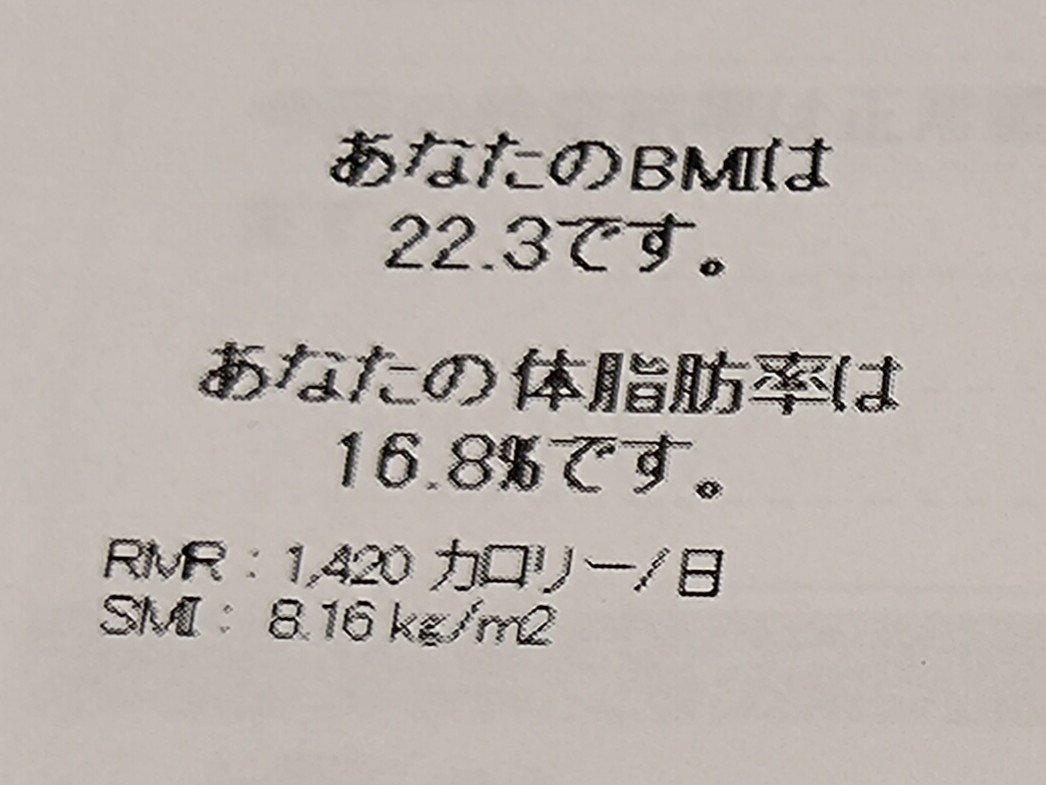 あなたのBMIは
22.3です。
あなたの体脂肪率は
16.8%です。
RMR : 1,420 カロリー/日
SMI : 8.16 kg/m2